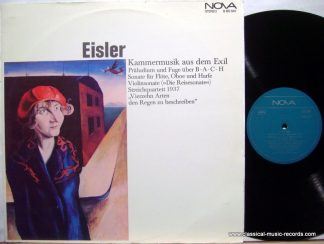 NOVA
Eisler
Kammermusik aus dem Exil
Präludium und Fuge über B-A-C-H
Sonate für Flöte, Oboe und Harfe
Violinsonate (»Die Reisesonate«)
Streichquartett 1937
„Vierzehn Arten
den Regen zu beschreiben"
NOVA
© www.classical-music-records.com